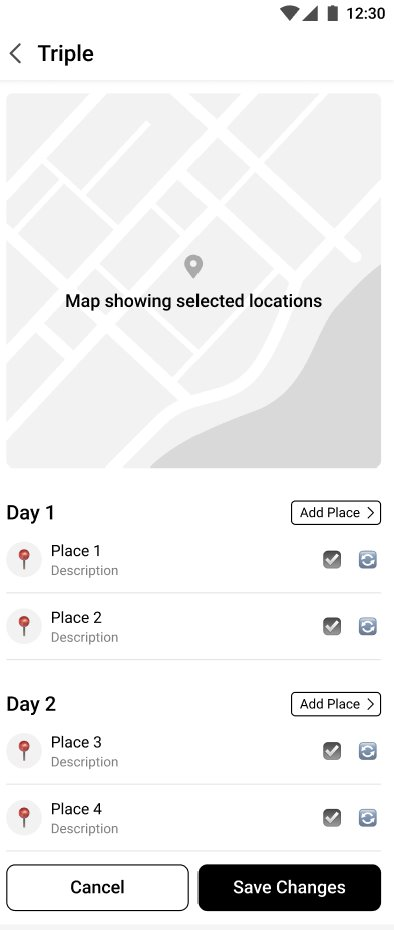 12:30
Triple
Map showing selected locations
Day 1
Add Place
Place 1
Description
Place 2
Description
Day 2
Add Place
Place 3
Description
Place 4
Description
Cancel
Save Changes